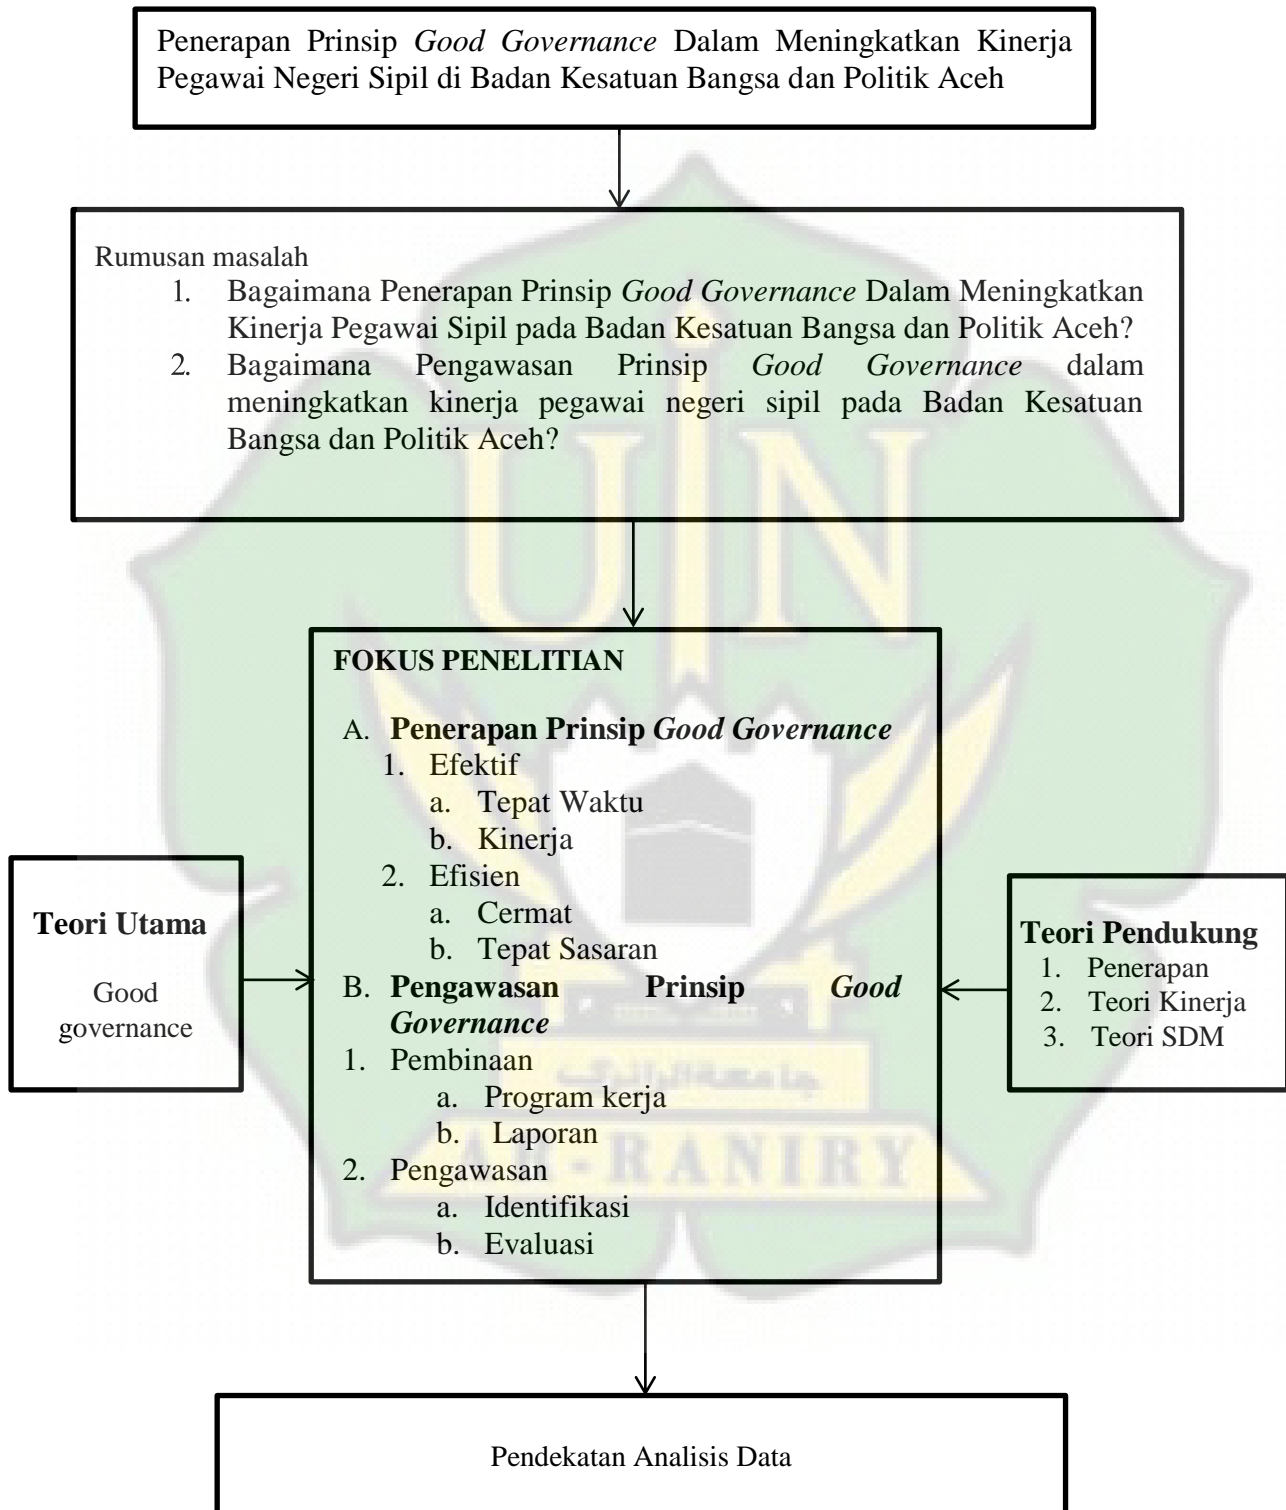 Penerapan Prinsip Good Governance Dalam Meningkatkan Kinerja
Pegawai Negeri Sipil di Badan Kesatuan Bangsa dan Politik Aceh
Rumusan masalah
1. Bagaimana Penerapan Prinsip Good Governance Dalam Meningkatkan
Kinerja Pegawai Sipil pada Badan Kesatuan Bangsa dan Politik Aceh?
2. Bagaimana Pengawasan Prinsip Good Governance dalam
meningkatkan kinerja pegawai negeri sipil pada Badan Kesatuan
Bangsa dan Politik Aceh?
UIN
FOKUS PENELITIAN
A. Penerapan Prinsip Good Governance
1. Efektif
a. Tepat Waktu
b. Kinerja
2. Efisien
a. Cermat
b. Tepat Sasaran
B. Pengawasan Prinsip Good
Governance
1. Pembinaan
a. Program kerja
b. Laporan
2. Pengawasan
a. Identifikasi
b. Evaluasi
Teori Utama
Good
governance
Teori Pendukung
1. Penerapan
2. Teori Kinerja
3. Teori SDM
جامعة الرانري
AR-RANIRY
Pendekatan Analisis Data